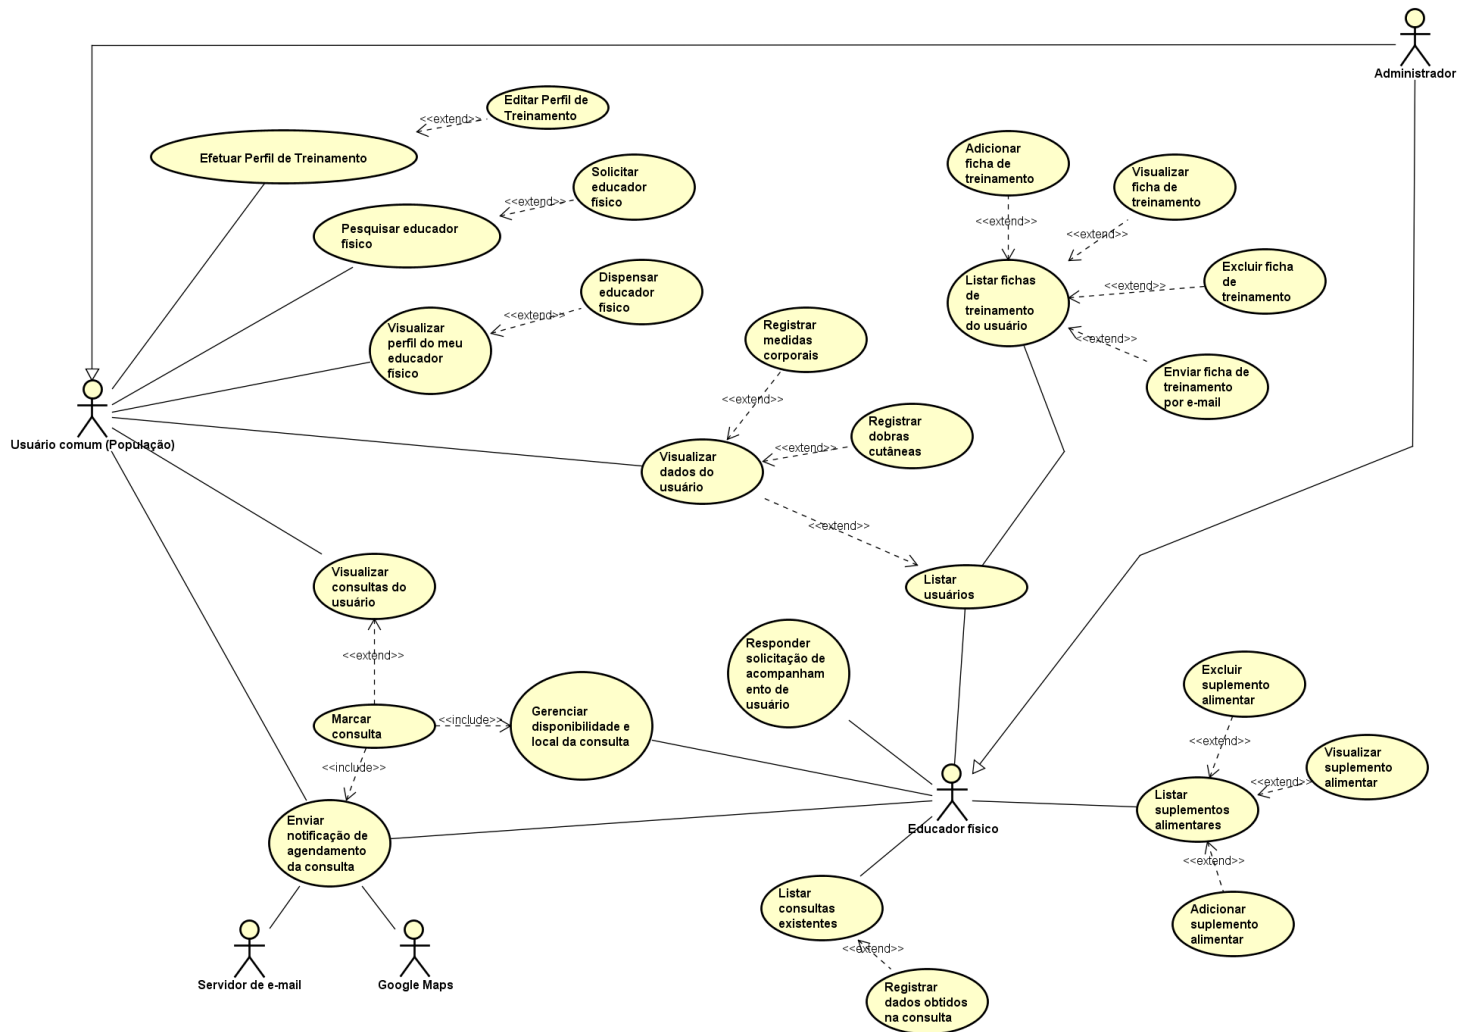 Administrador
Editar Perfil de
Treinamento
<<extend>>
Efetuar Perfil de Treinamento
Solicitar
educador
físico
<<extend>>
Pesquisar educador
físico
Dispensar
educador
físico
<<extend>>
Visualizar
perfil do meu
educador
físico
Usuário comum (População)
Registrar
medidas
corporais
<<extend>>
Registrar
dobras
cutâneas
<<extend>>
Visualizar
dados do
usuário
<<extend>>
Adicionar
ficha de
treinamento
<<extend>>
Visualizar
ficha de
treinamento
<<extend>>
Listar fichas
de
treinamento
do usuário
Excluir ficha
de
treinamento
<<extend>>
<<extend>>
Enviar ficha de
treinamento
por e-mail
Listar
usuários
Visualizar
consultas do
usuário
<<extend>>
Marcar
consulta
<<include>>
Gerenciar
disponibilidade e
local da consulta
<<include>>
Responder
solicitação de
acompanham
ento de
usuário
Enviar
notificação de
agendamento
da consulta
Servidor de e-mail
Google Maps
Educador físico
Excluir
suplemento
alimentar
<<extend>>
Visualizar
suplemento
alimentar
<<extend>>
Listar
suplementos
alimentares
<<extend>>
Adicionar
suplemento
alimentar
Listar
consultas
existentes
<<extend>>
Registrar
dados obtidos
na consulta